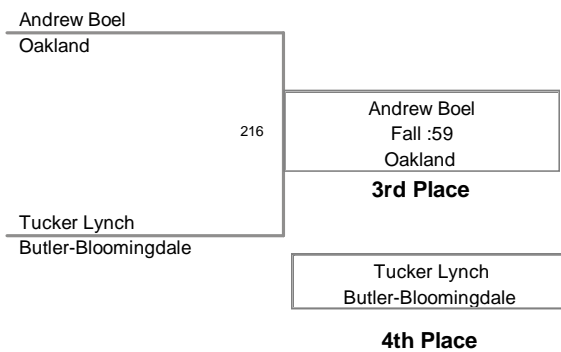 Andrew Boel
Oakland
216
Andrew Boel
Fall :59
Oakland
3rd Place
Tucker Lynch
Butler-Bloomingdale
Tucker Lynch
Butler-Bloomingdale
4th Place